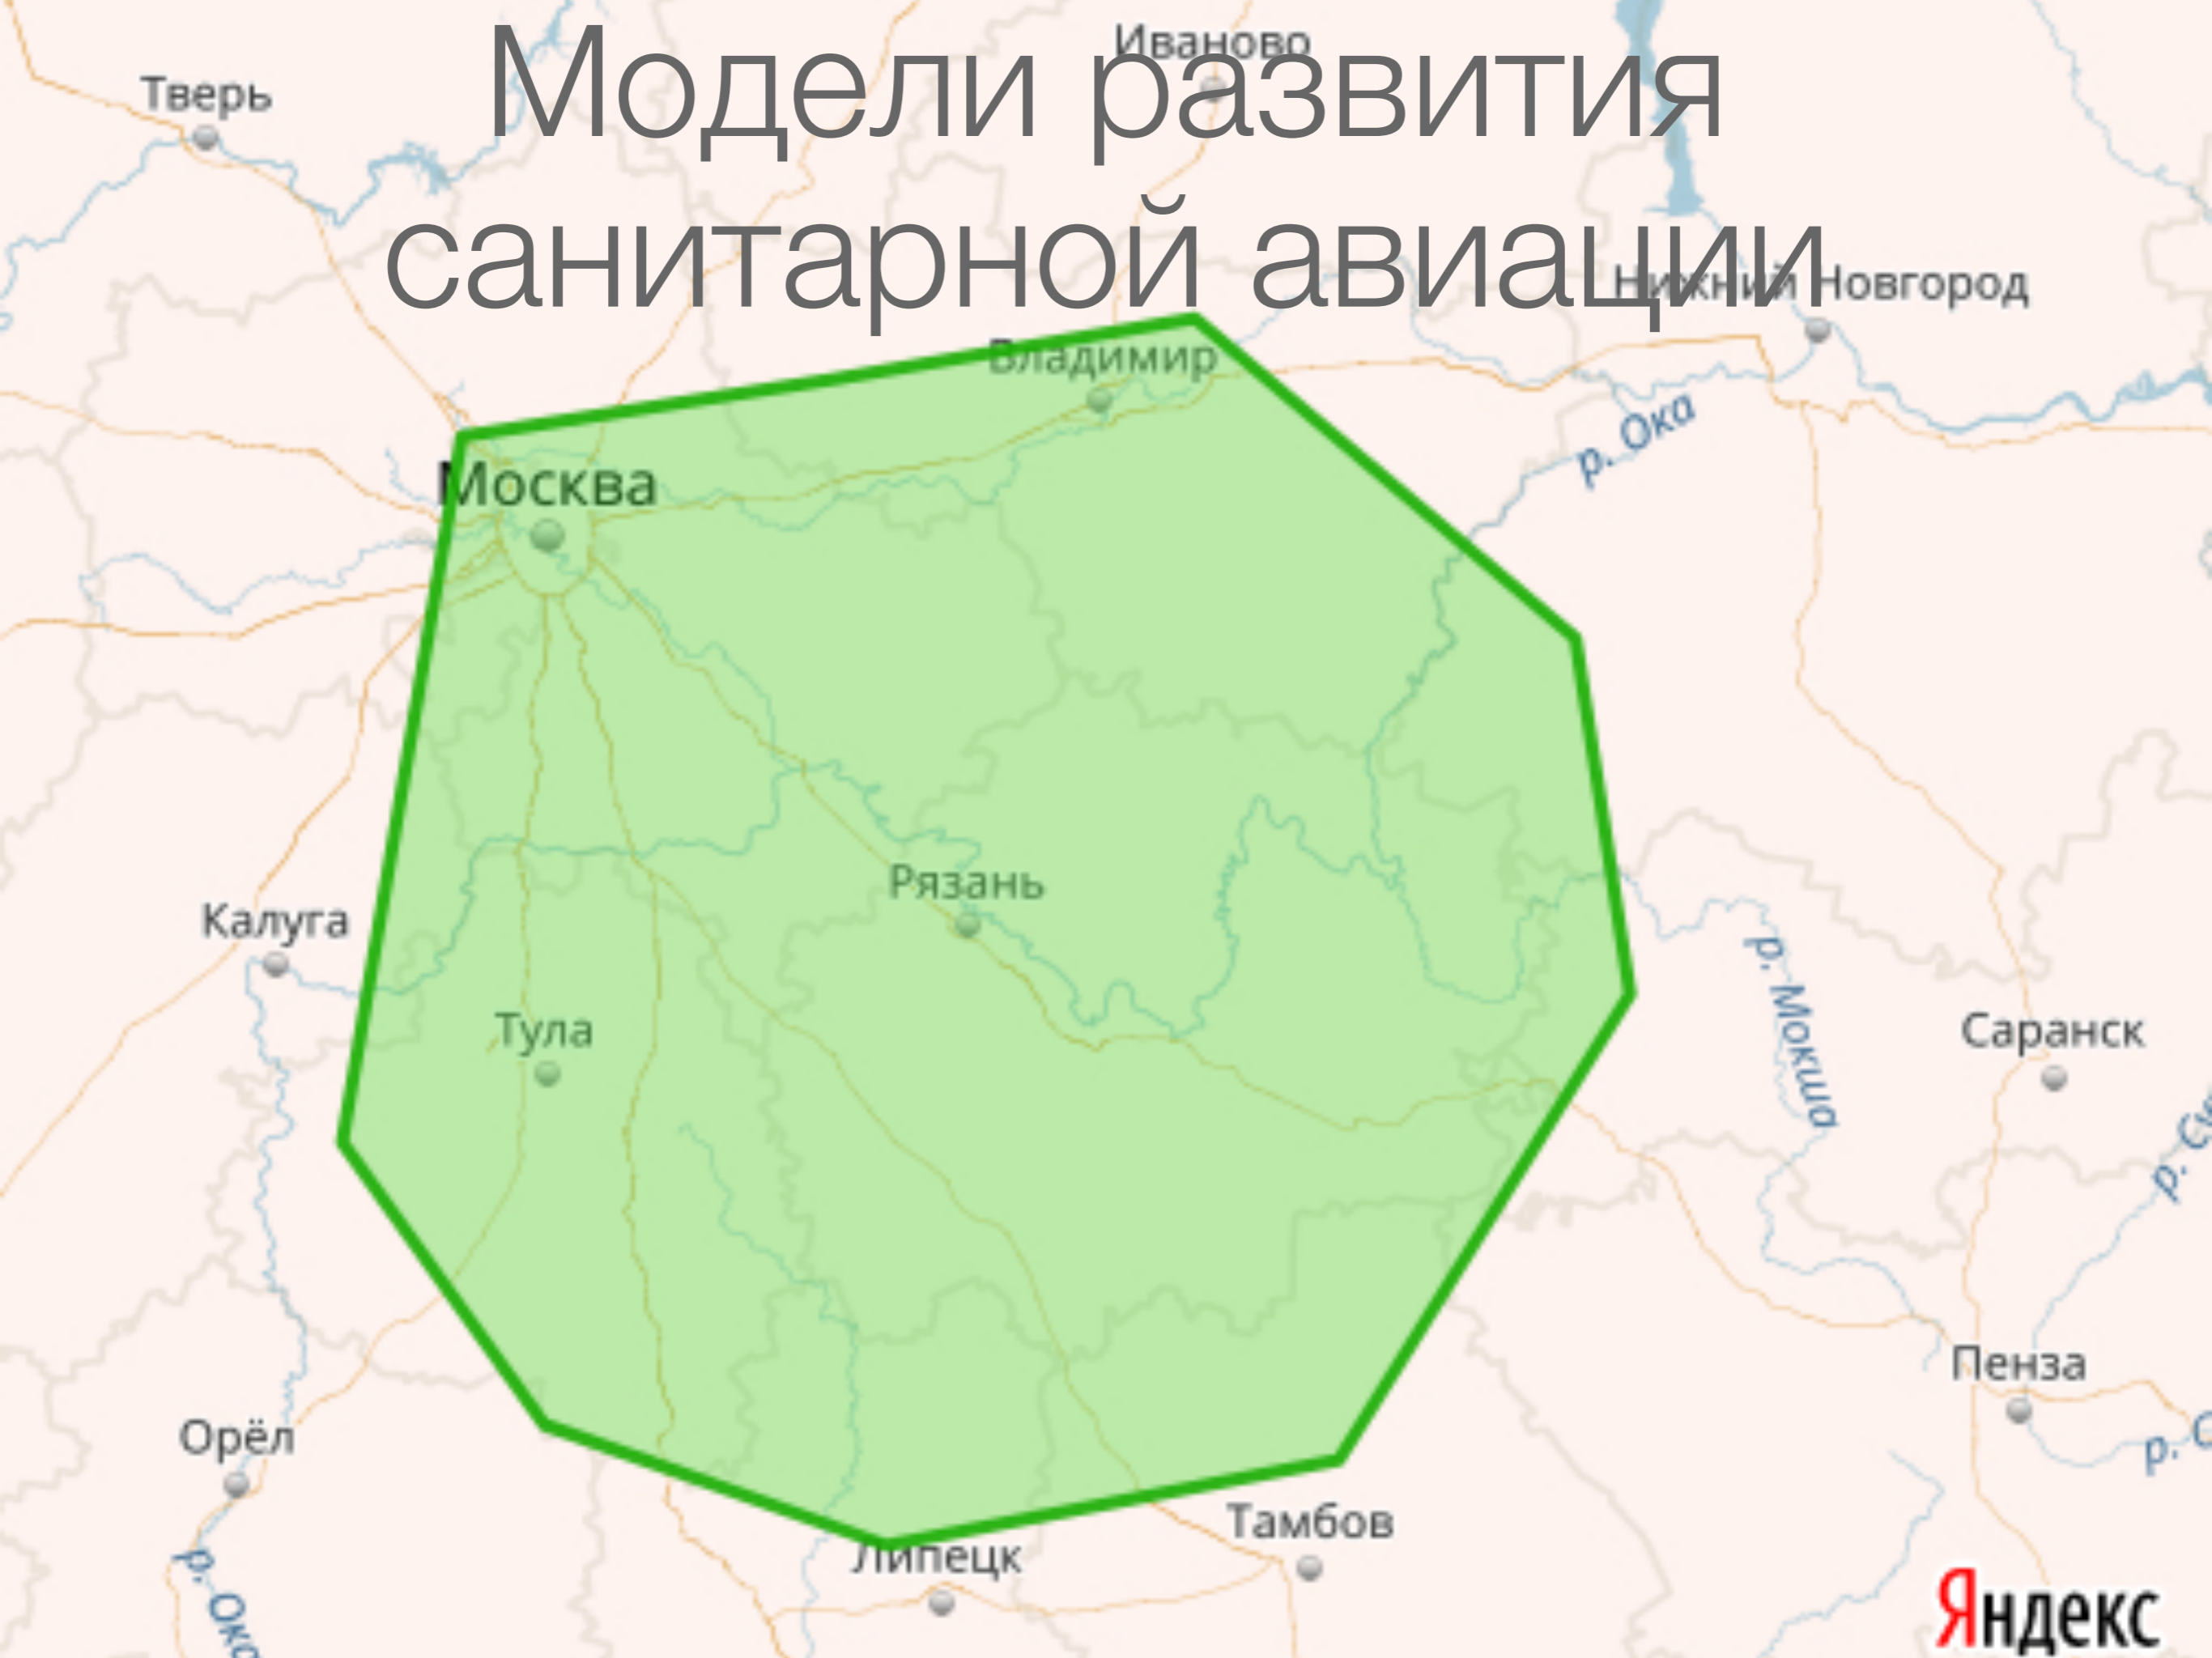 Модели развития
санитарной авиации
Иваново
Тверь
Нижний Новгород
Владимир
р. Ока
Москва
Рязань
Калуга
р. Мокша
Тула
Саранск
Пенза
Орёл
Тамбов
Липецк
р. Ока
Яндекс